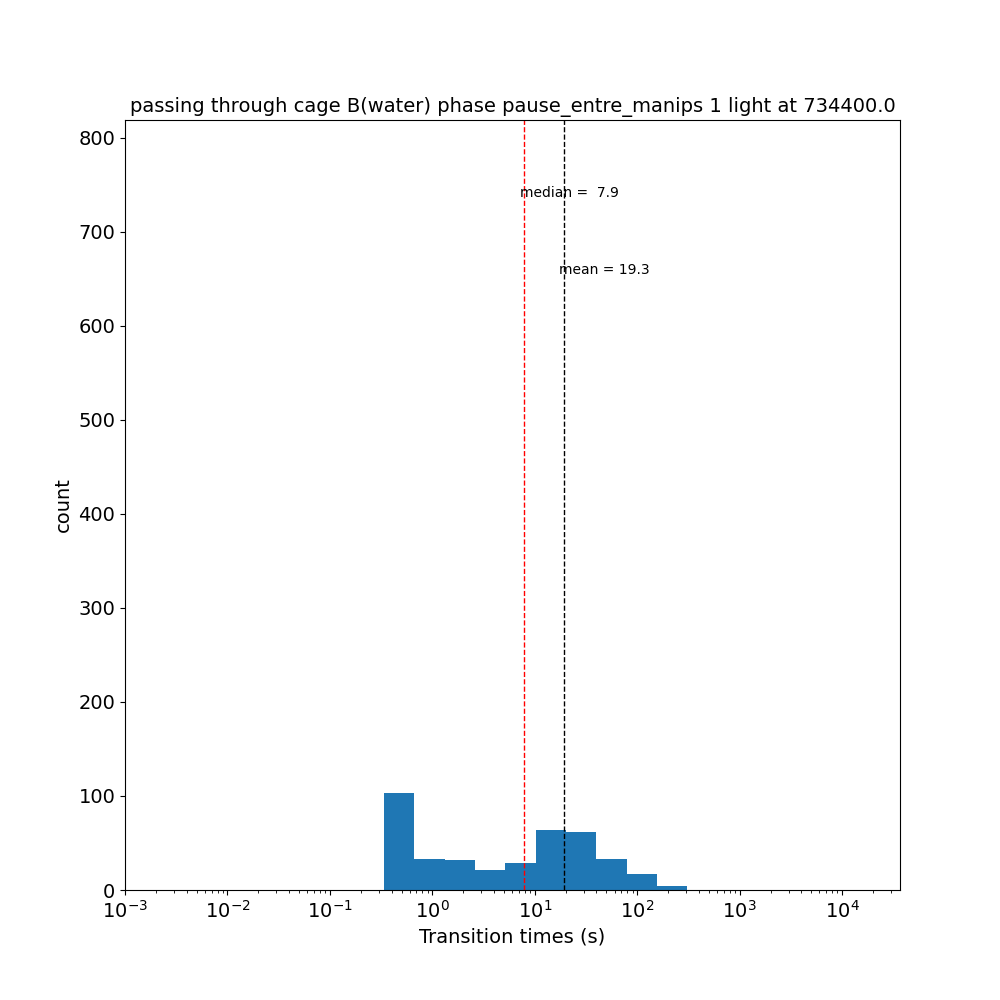 passing through cage B(water) phase pause_entre_manips 1 light at 734400.0
800
median =  7.9
700
mean = 19.3
600
500
count
400
300
200
100
0
10⁻³ 10⁻² 10⁻¹ 10⁰ 10¹ 10² 10³ 10⁴
Transition times (s)